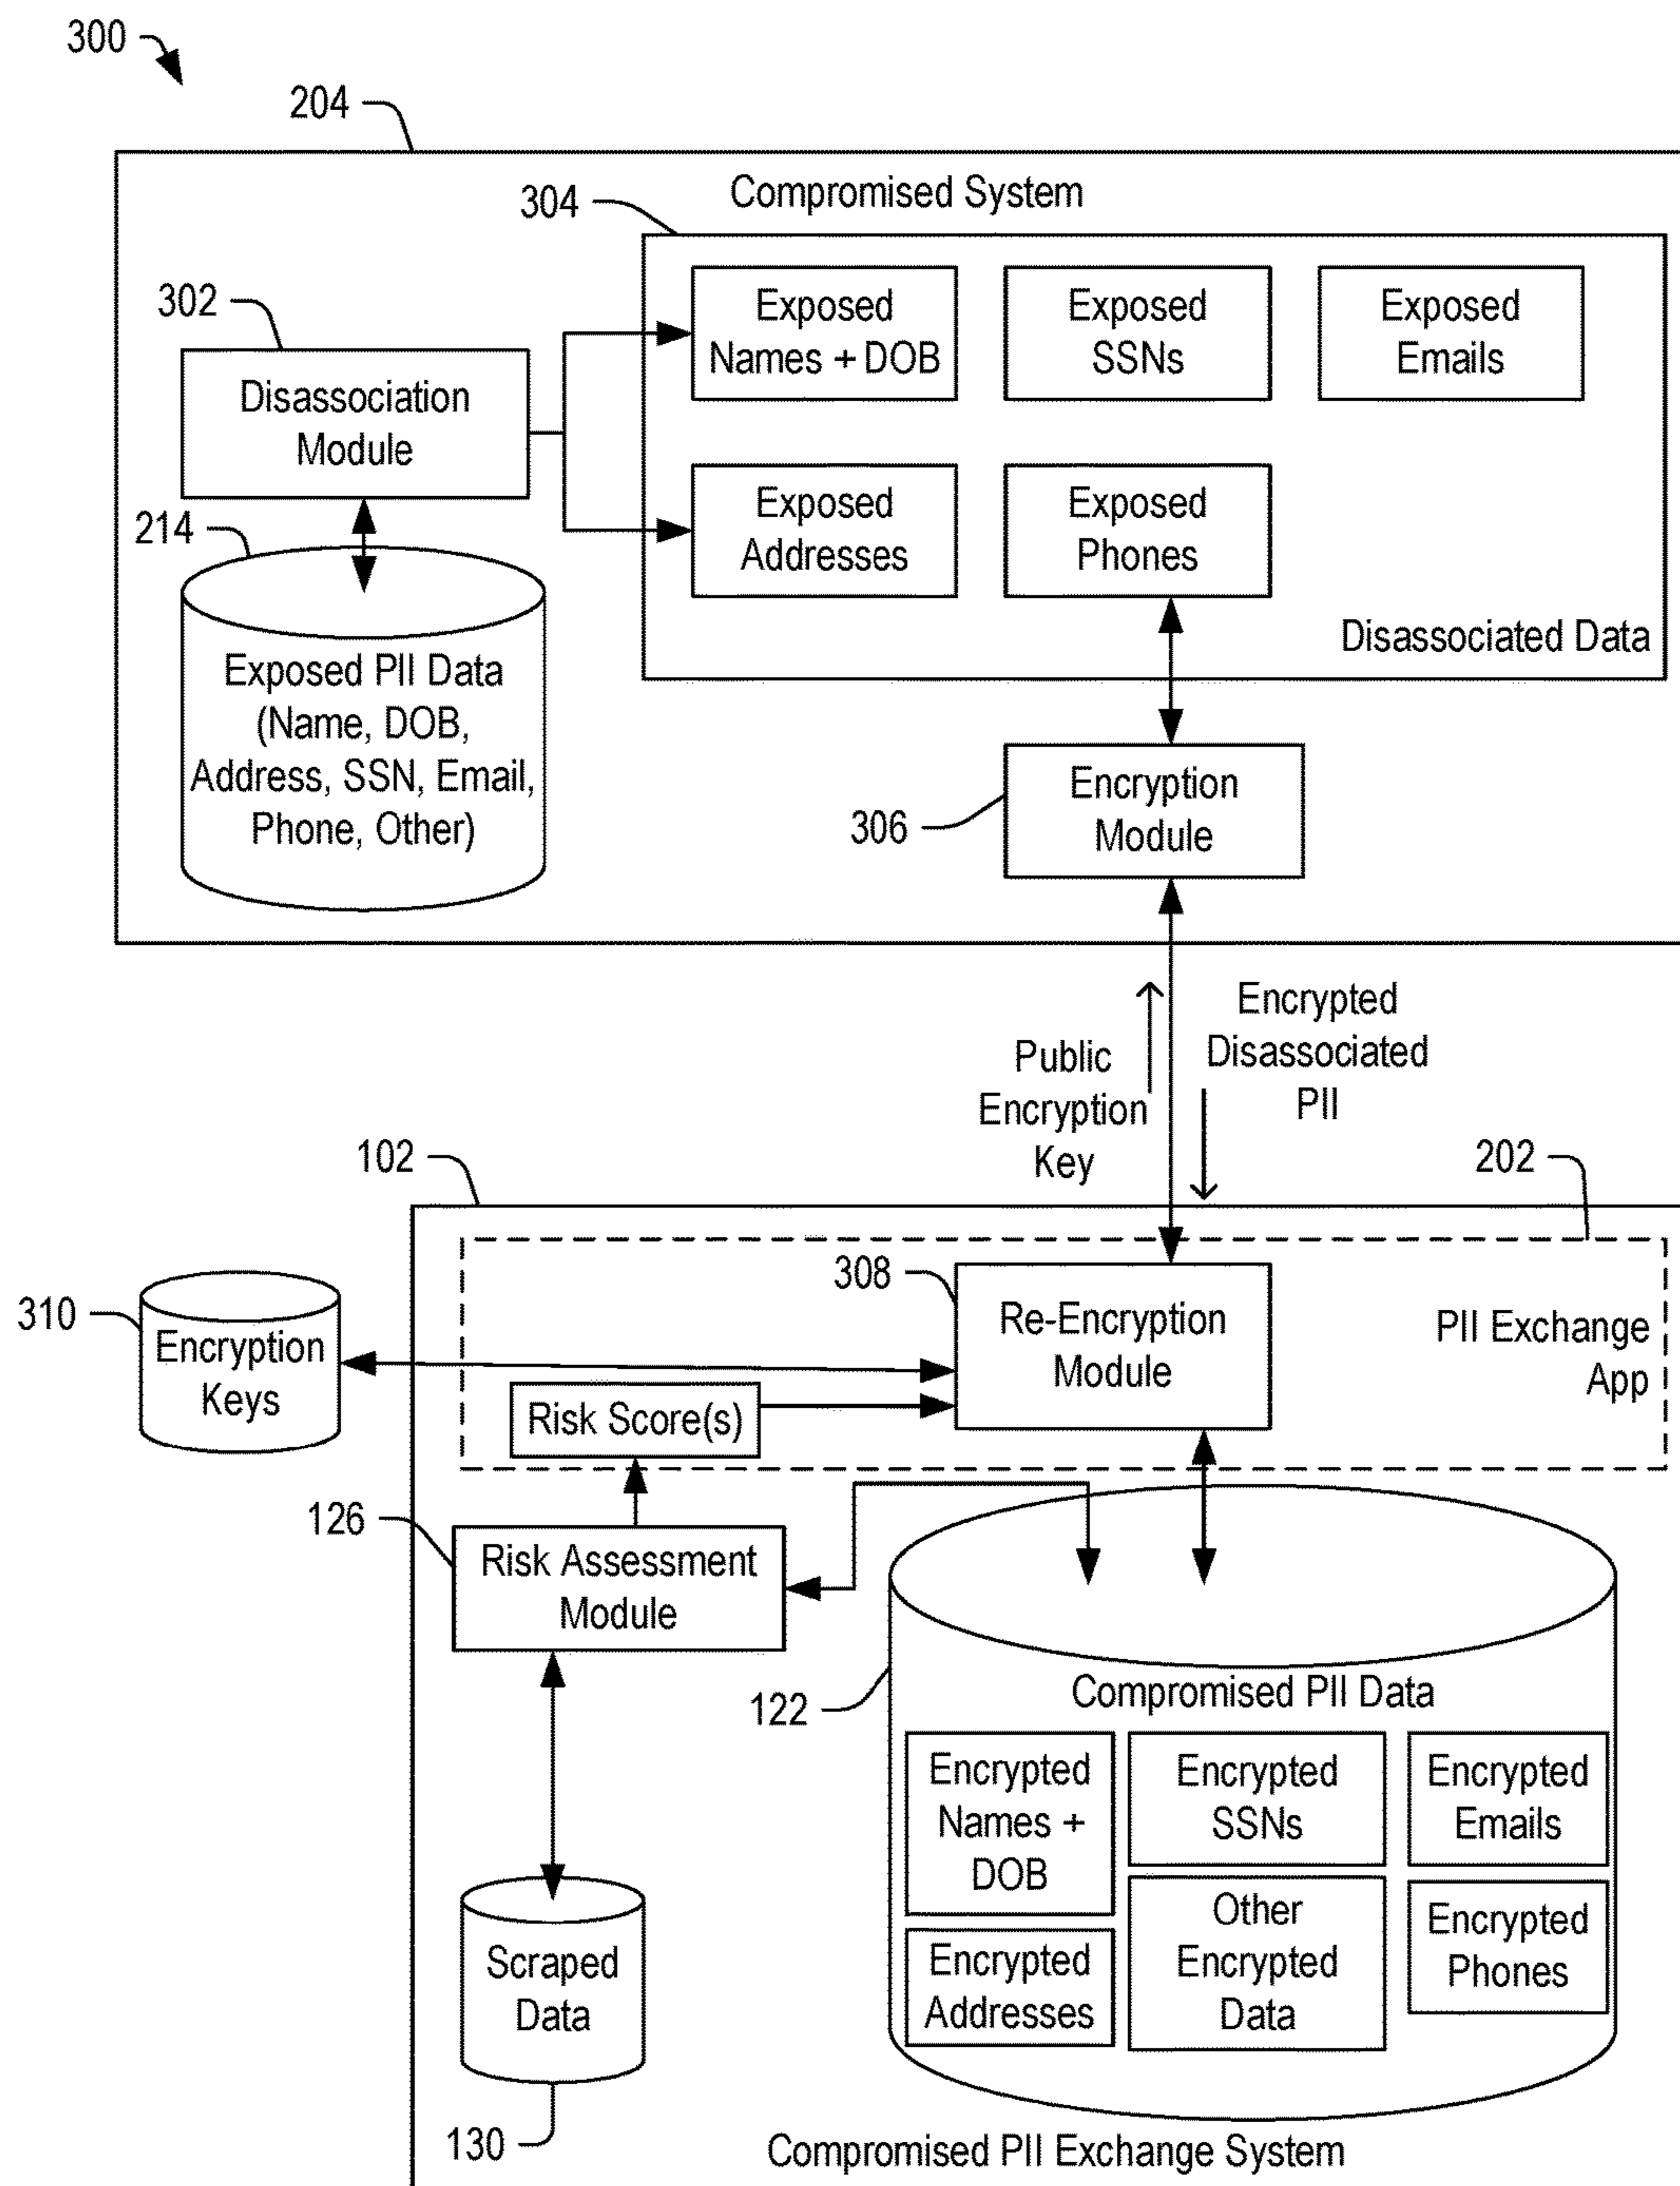 300
204
Compromised System
304
302
Exposed
Names + DOB
Exposed
SSNs
Exposed
Emails
Disassociation
Module
214
Exposed
Addresses
Exposed
Phones
Disassociated Data
Exposed PII Data
(Name, DOB,
Address, SSN, Email,
Phone, Other)
306
Encryption
Module
Public
Encryption
Key
Encrypted
Disassociated
PII
102
202
308
Re-Encryption
Module
PII Exchange
App
310
Encryption
Keys
Risk Score(s)
126
Risk Assessment
Module
122
Compromised PII Data
Encrypted
Names +
DOB
Encrypted
SSNs
Encrypted
Emails
Encrypted
Addresses
Other
Encrypted
Data
Encrypted
Phones
Scraped
Data
130
Compromised PII Exchange System